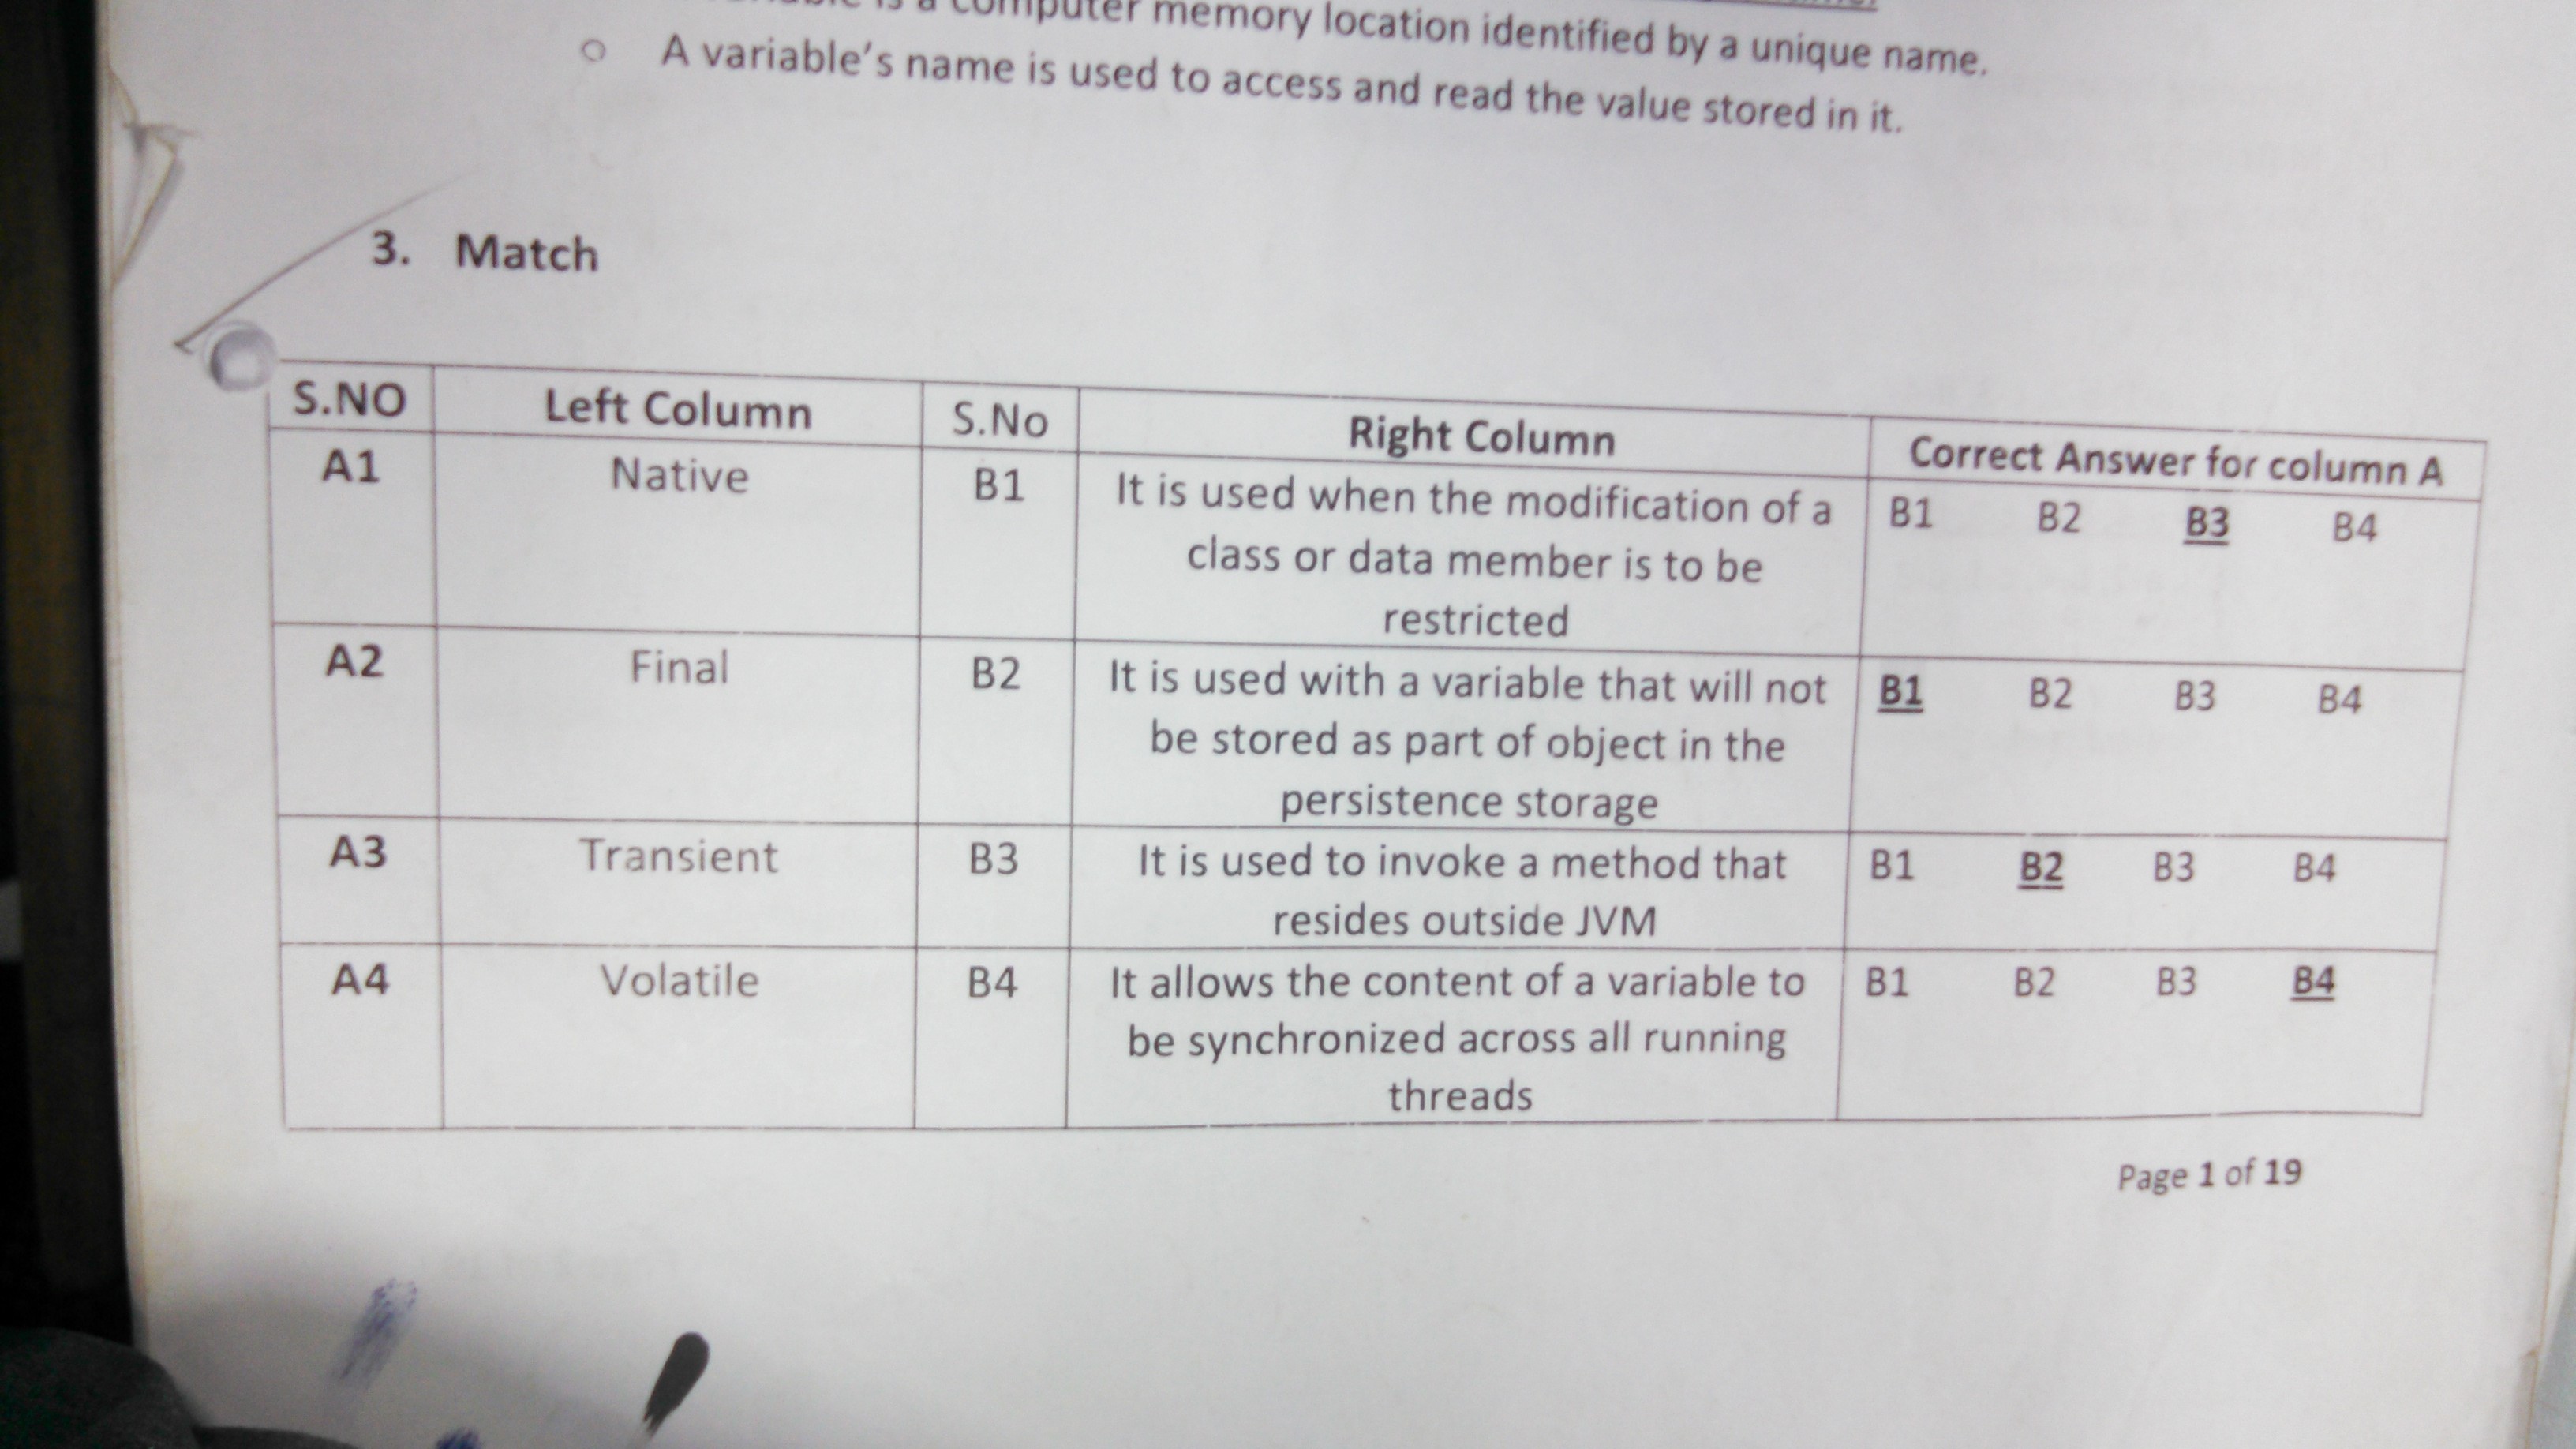 is a computer memory location identified by a unique name.
o A variable's name is used to access and read the value stored in it.
3. Match
S.NO Left Column S.No Right Column Correct Answer for column A
A1 Native B1 It is used when the modification of a B1 B2 B3 B4
class or data member is to be
restricted
A2 Final B2 It is used with a variable that will not B1 B2 B3 B4
be stored as part of object in the
persistence storage
A3 Transient B3 It is used to invoke a method that B1 B2 B3 B4
resides outside JVM
A4 Volatile B4 It allows the content of a variable to B1 B2 B3 B4
be synchronized across all running
threads
Page 1 of 19